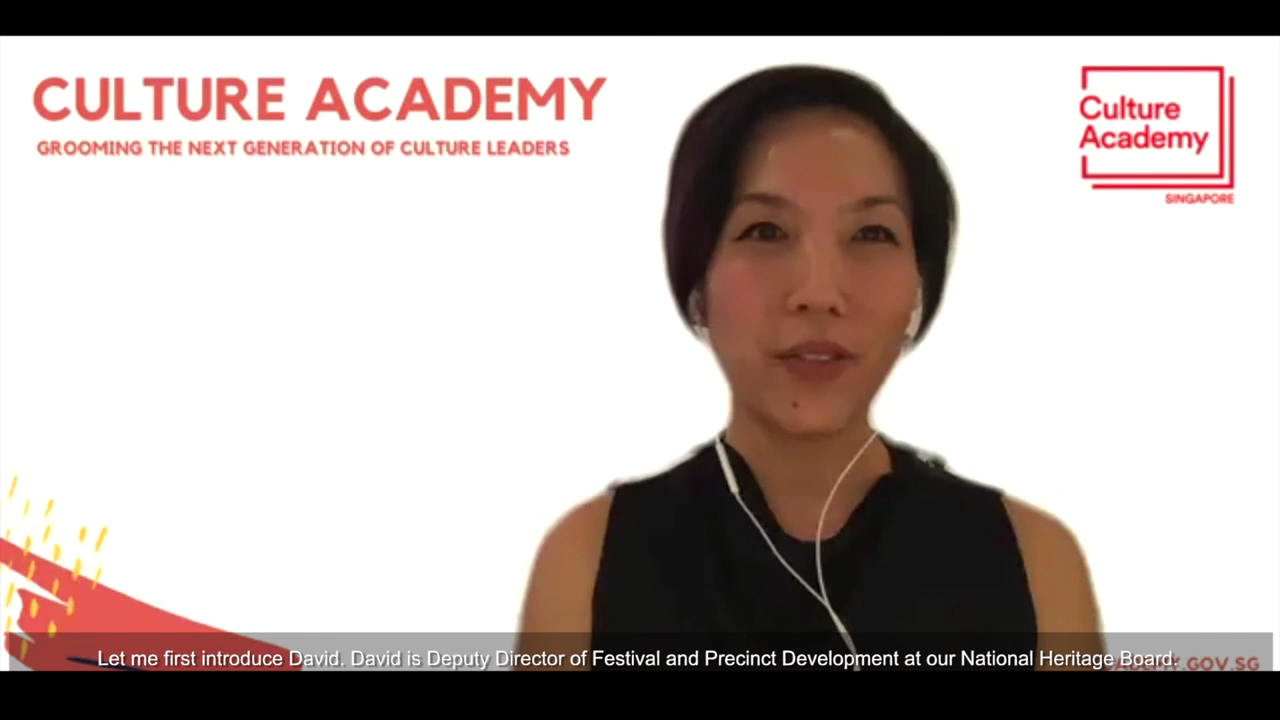 CULTURE ACADEMY
GROOMING THE NEXT GENERATION OF CULTURE LEADERS
Culture
Academy
SINGAPORE
Let me first introduce David. David is Deputy Director of Festival and Precinct Development at our National Heritage Board.
.GOV.SG